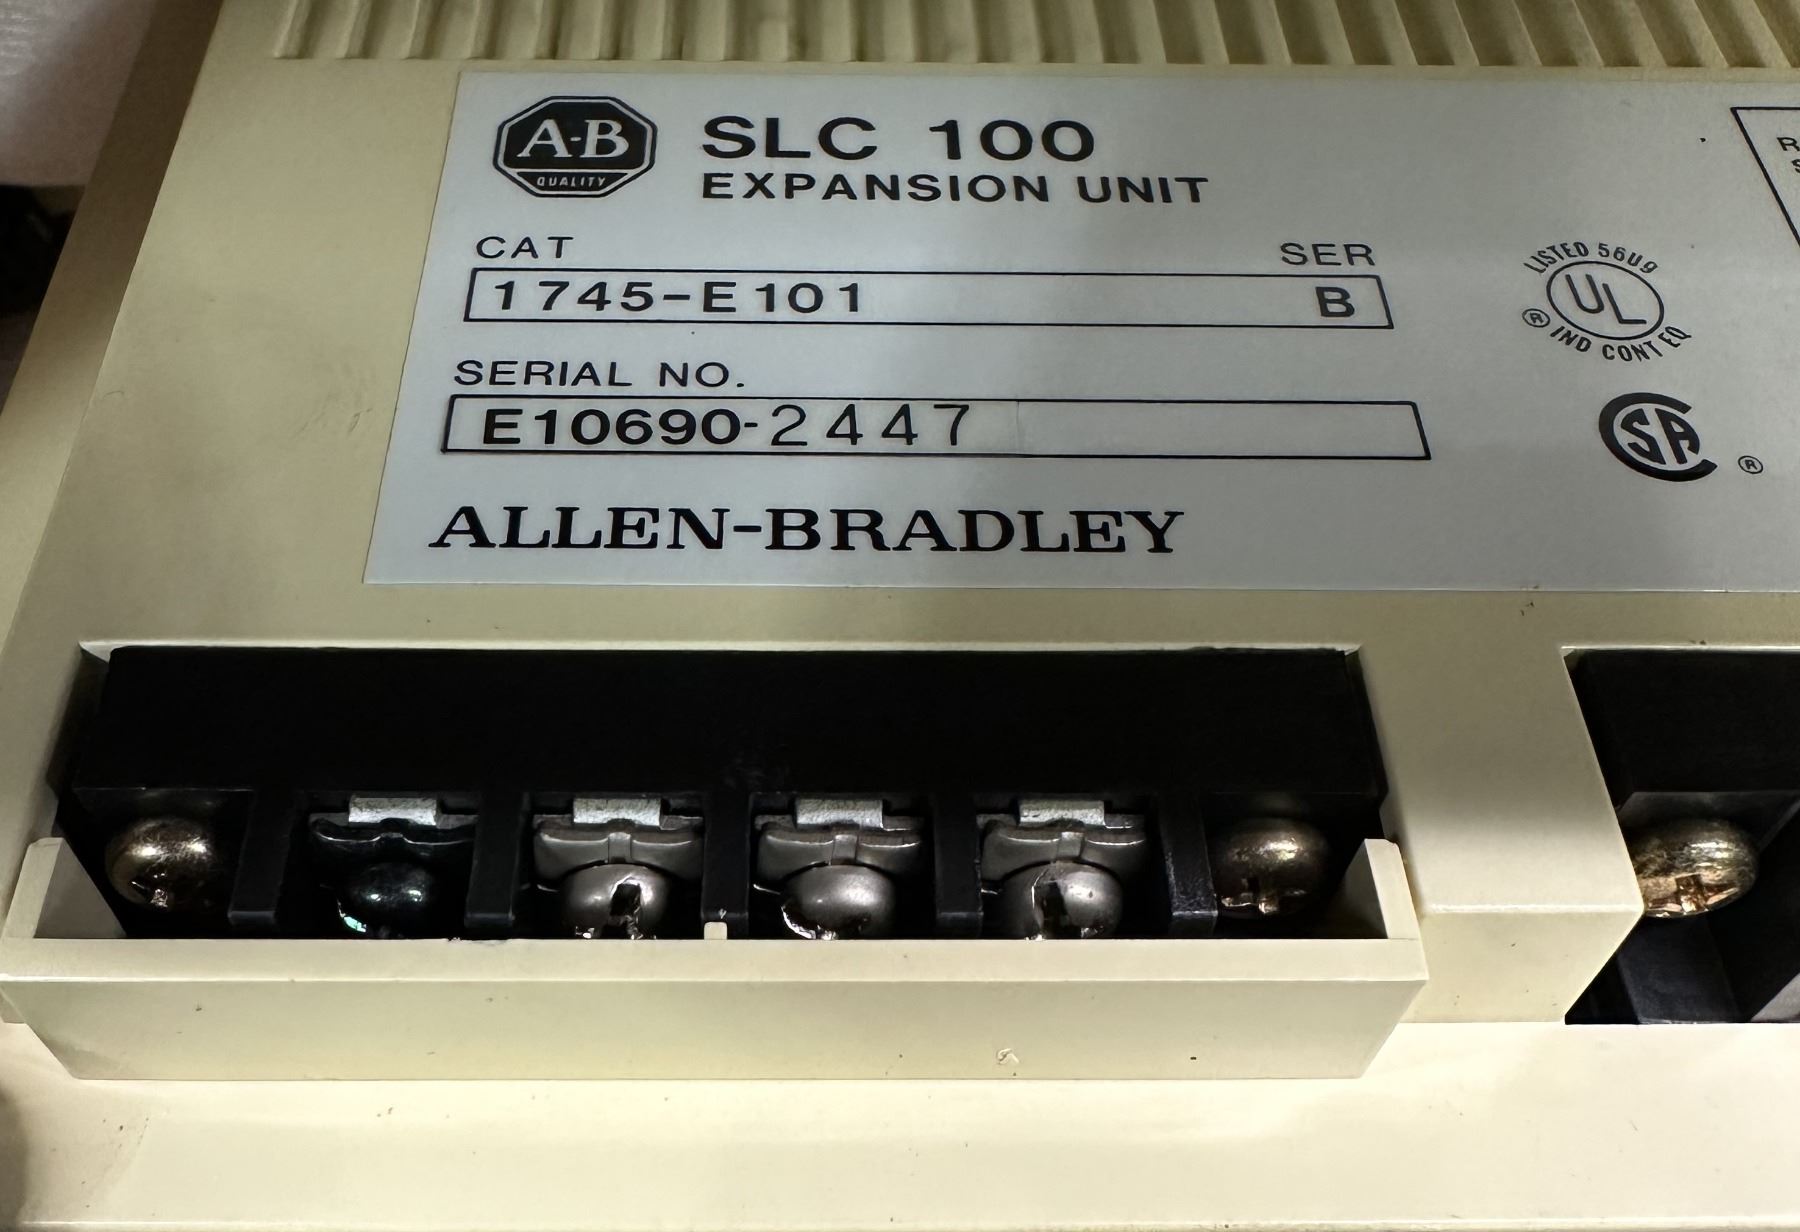 A-B
QUALITY
SLC 100
EXPANSION UNIT
CAT SER
1745-E101 B
SERIAL NO.
E10690-2447
ALLEN-BRADLEY
LISTED 56U9
UL
® IND CONT EQ
SA ®